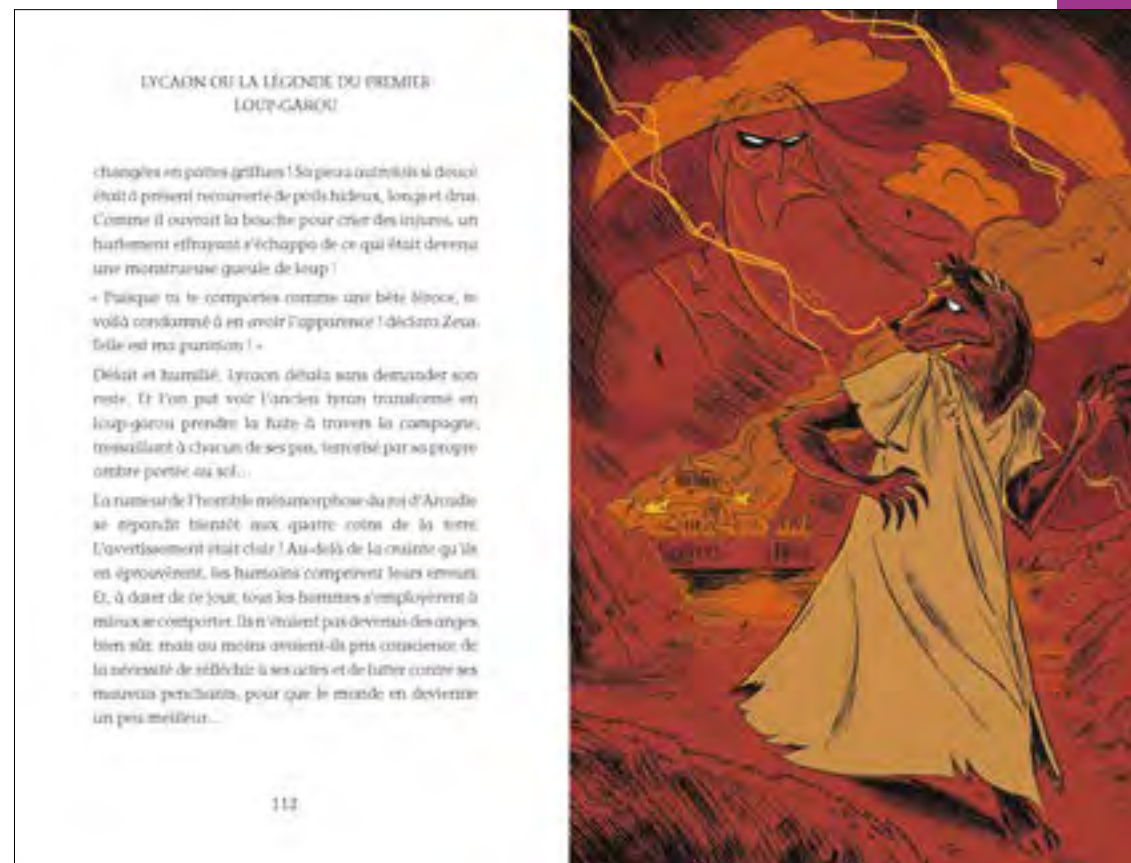 LYCAON OU LA LÉGENDE DU PREMIER
LOUP-GAROU
changées en pattes griffues ! Sa peau autrefois si douce
était à présent recouverte de poils hideux, longs et drus.
Comme il ouvrait la bouche pour crier des injures, un
hurlement effrayant s'échappa de ce qui était devenu
une monstrueuse gueule de loup !
« Puisque tu te comportes comme une bête féroce, te
voilà condamné à en avoir l'apparence ! déclara Zeus.
Telle est ma punition ! »
Défait et humilié, Lycaon détala sans demander son
reste. Et l'on put voir l'ancien tyran transformé en
loup-garou prendre la fuite à travers la campagne,
tressaillant à chacun de ses pas, terrorisé par sa propre
ombre portée au sol…
La rumeur de l'horrible métamorphose du roi d'Arcadie
se répandit bientôt aux quatre coins de la terre.
L'avertissement était clair ! Au-delà de la crainte qu'ils
en éprouvèrent, les humains comprirent leurs erreurs.
Et, à dater de ce jour, tous les hommes s'employèrent à
mieux se comporter. Ils n'étaient pas devenus des anges,
bien sûr, mais au moins avaient-ils pris conscience de
la nécessité de réfléchir à ses actes et de lutter contre ses
mauvais penchants, pour que le monde en devienne
un peu meilleur…
112